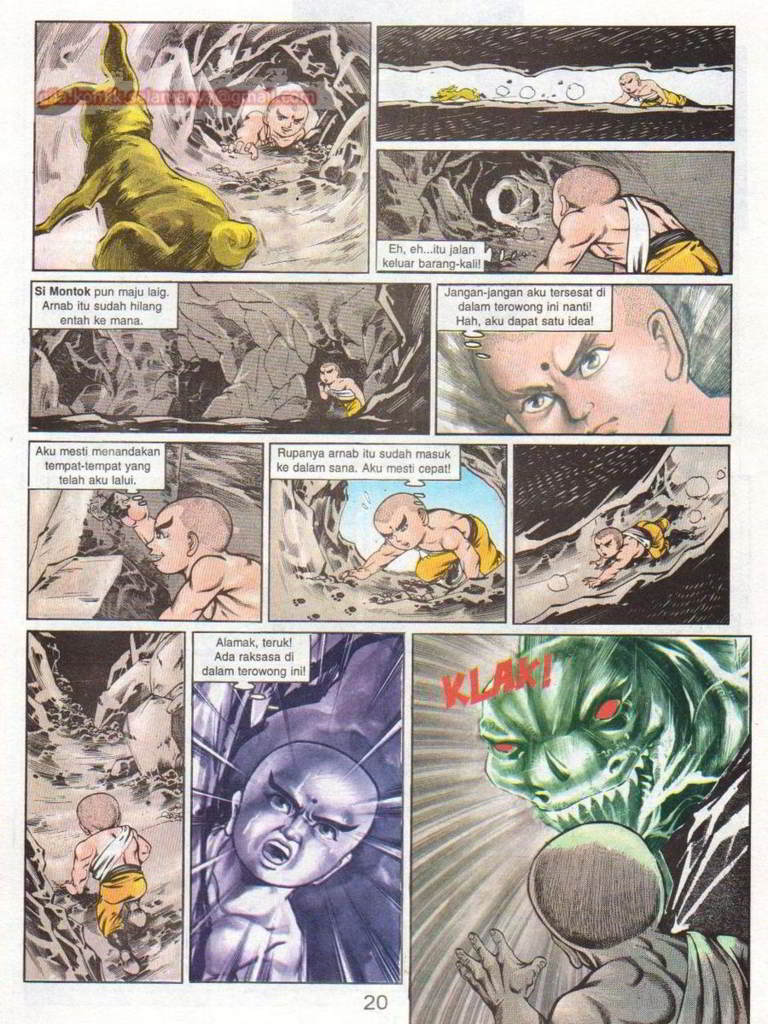 Eh, eh...itu jalan
keluar barang-kali!
Si Montok pun maju laig.
Arnab itu sudah hilang
entah ke mana.
Jangan-jangan aku tersesat di
dalam terowong ini nanti!
Hah, aku dapat satu idea!
Aku mesti menandakan
tempat-tempat yang
telah aku lalui.
Rupanya arnab itu sudah masuk
ke dalam sana. Aku mesti cepat!
Alamak, teruk!
Ada raksasa di
dalam terowong ini!
KLAK!
20